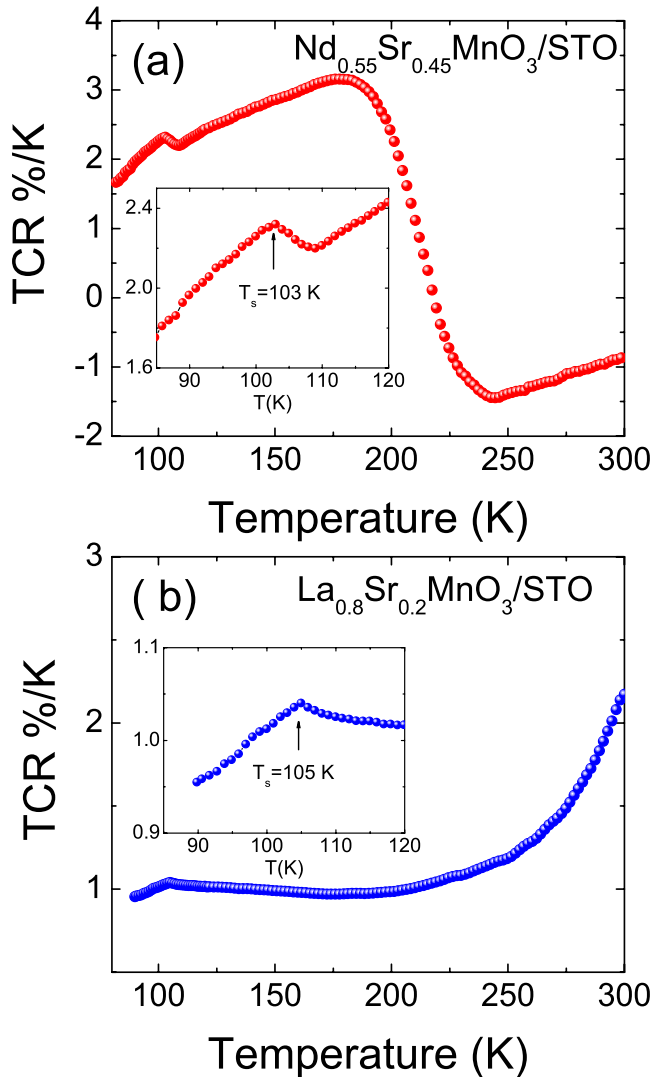 (a) Nd0.55Sr0.45MnO3/STO
TCR %/K
4
3
2
1
0
-1
-2
100 150 200 250 300
Temperature (K)
2.4
2.0
1.6
90 100 110 120
T(K)
Ts=103 K
( b) La0.8Sr0.2MnO3/STO
TCR %/K
3
2
1
100 150 200 250 300
Temperature (K)
1.1
1.0
0.9
90 100 110 120
T(K)
Ts=105 K